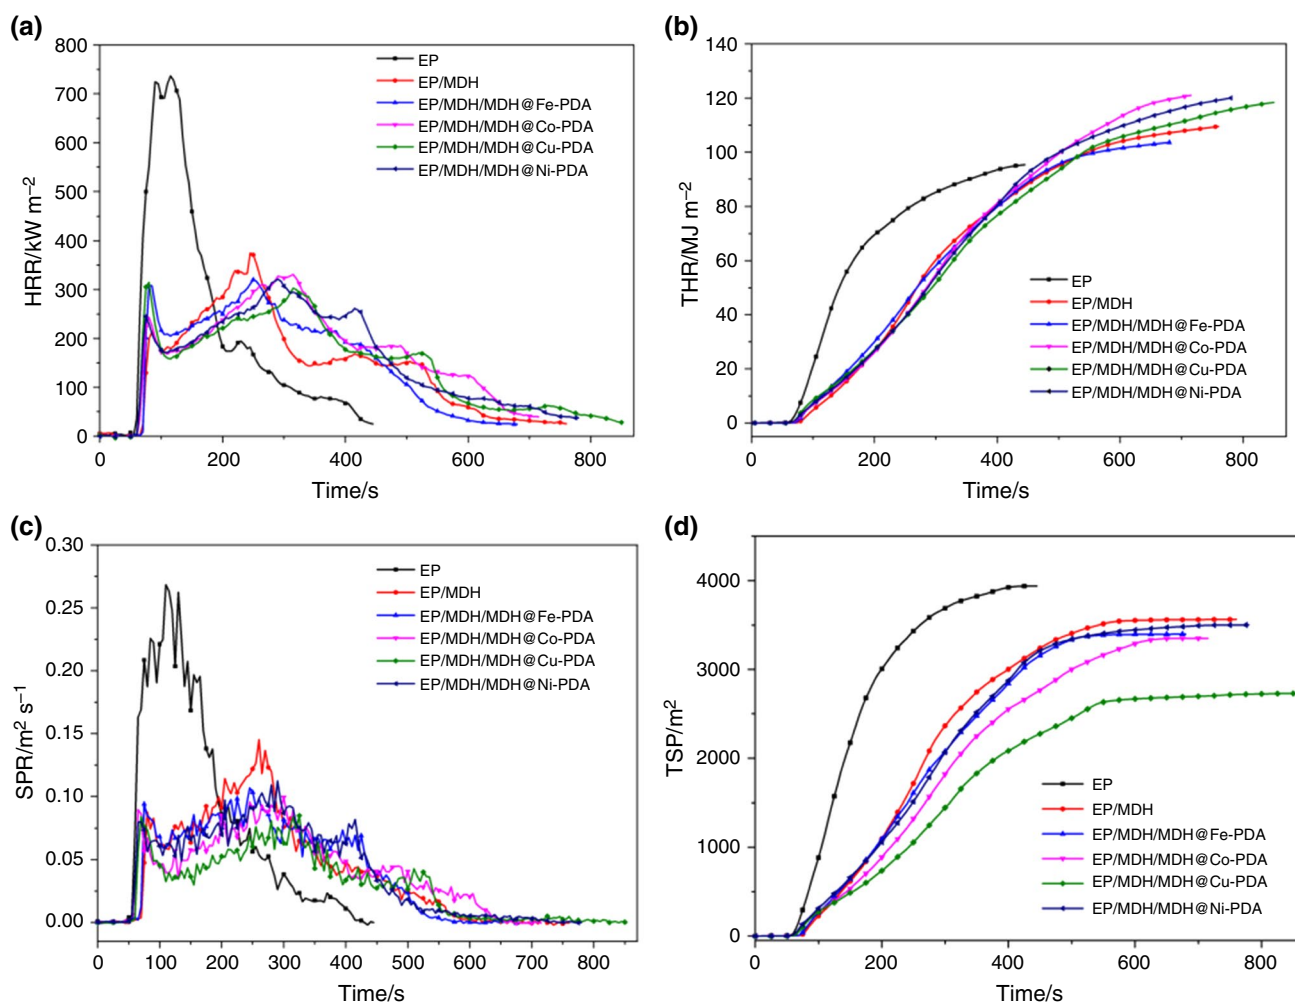 (a)
800
700
600
500
400
300
200
100
0
HRR/kW m⁻²
EP
EP/MDH
EP/MDH/MDH@Fe-PDA
EP/MDH/MDH@Co-PDA
EP/MDH/MDH@Cu-PDA
EP/MDH/MDH@Ni-PDA
0 200 400 600 800
Time/s
(b)
140
120
100
80
60
40
20
0
THR/MJ m⁻²
EP
EP/MDH
EP/MDH/MDH@Fe-PDA
EP/MDH/MDH@Co-PDA
EP/MDH/MDH@Cu-PDA
EP/MDH/MDH@Ni-PDA
0 200 400 600 800
Time/s
(c)
0.30
0.25
0.20
0.15
0.10
0.05
0.00
SPR/m² s⁻¹
EP
EP/MDH
EP/MDH/MDH@Fe-PDA
EP/MDH/MDH@Co-PDA
EP/MDH/MDH@Cu-PDA
EP/MDH/MDH@Ni-PDA
0 100 200 300 400 500 600 700 800
Time/s
(d)
4000
3000
2000
1000
0
TSP/m²
EP
EP/MDH
EP/MDH/MDH@Fe-PDA
EP/MDH/MDH@Co-PDA
EP/MDH/MDH@Cu-PDA
EP/MDH/MDH@Ni-PDA
0 200 400 600 800
Time/s